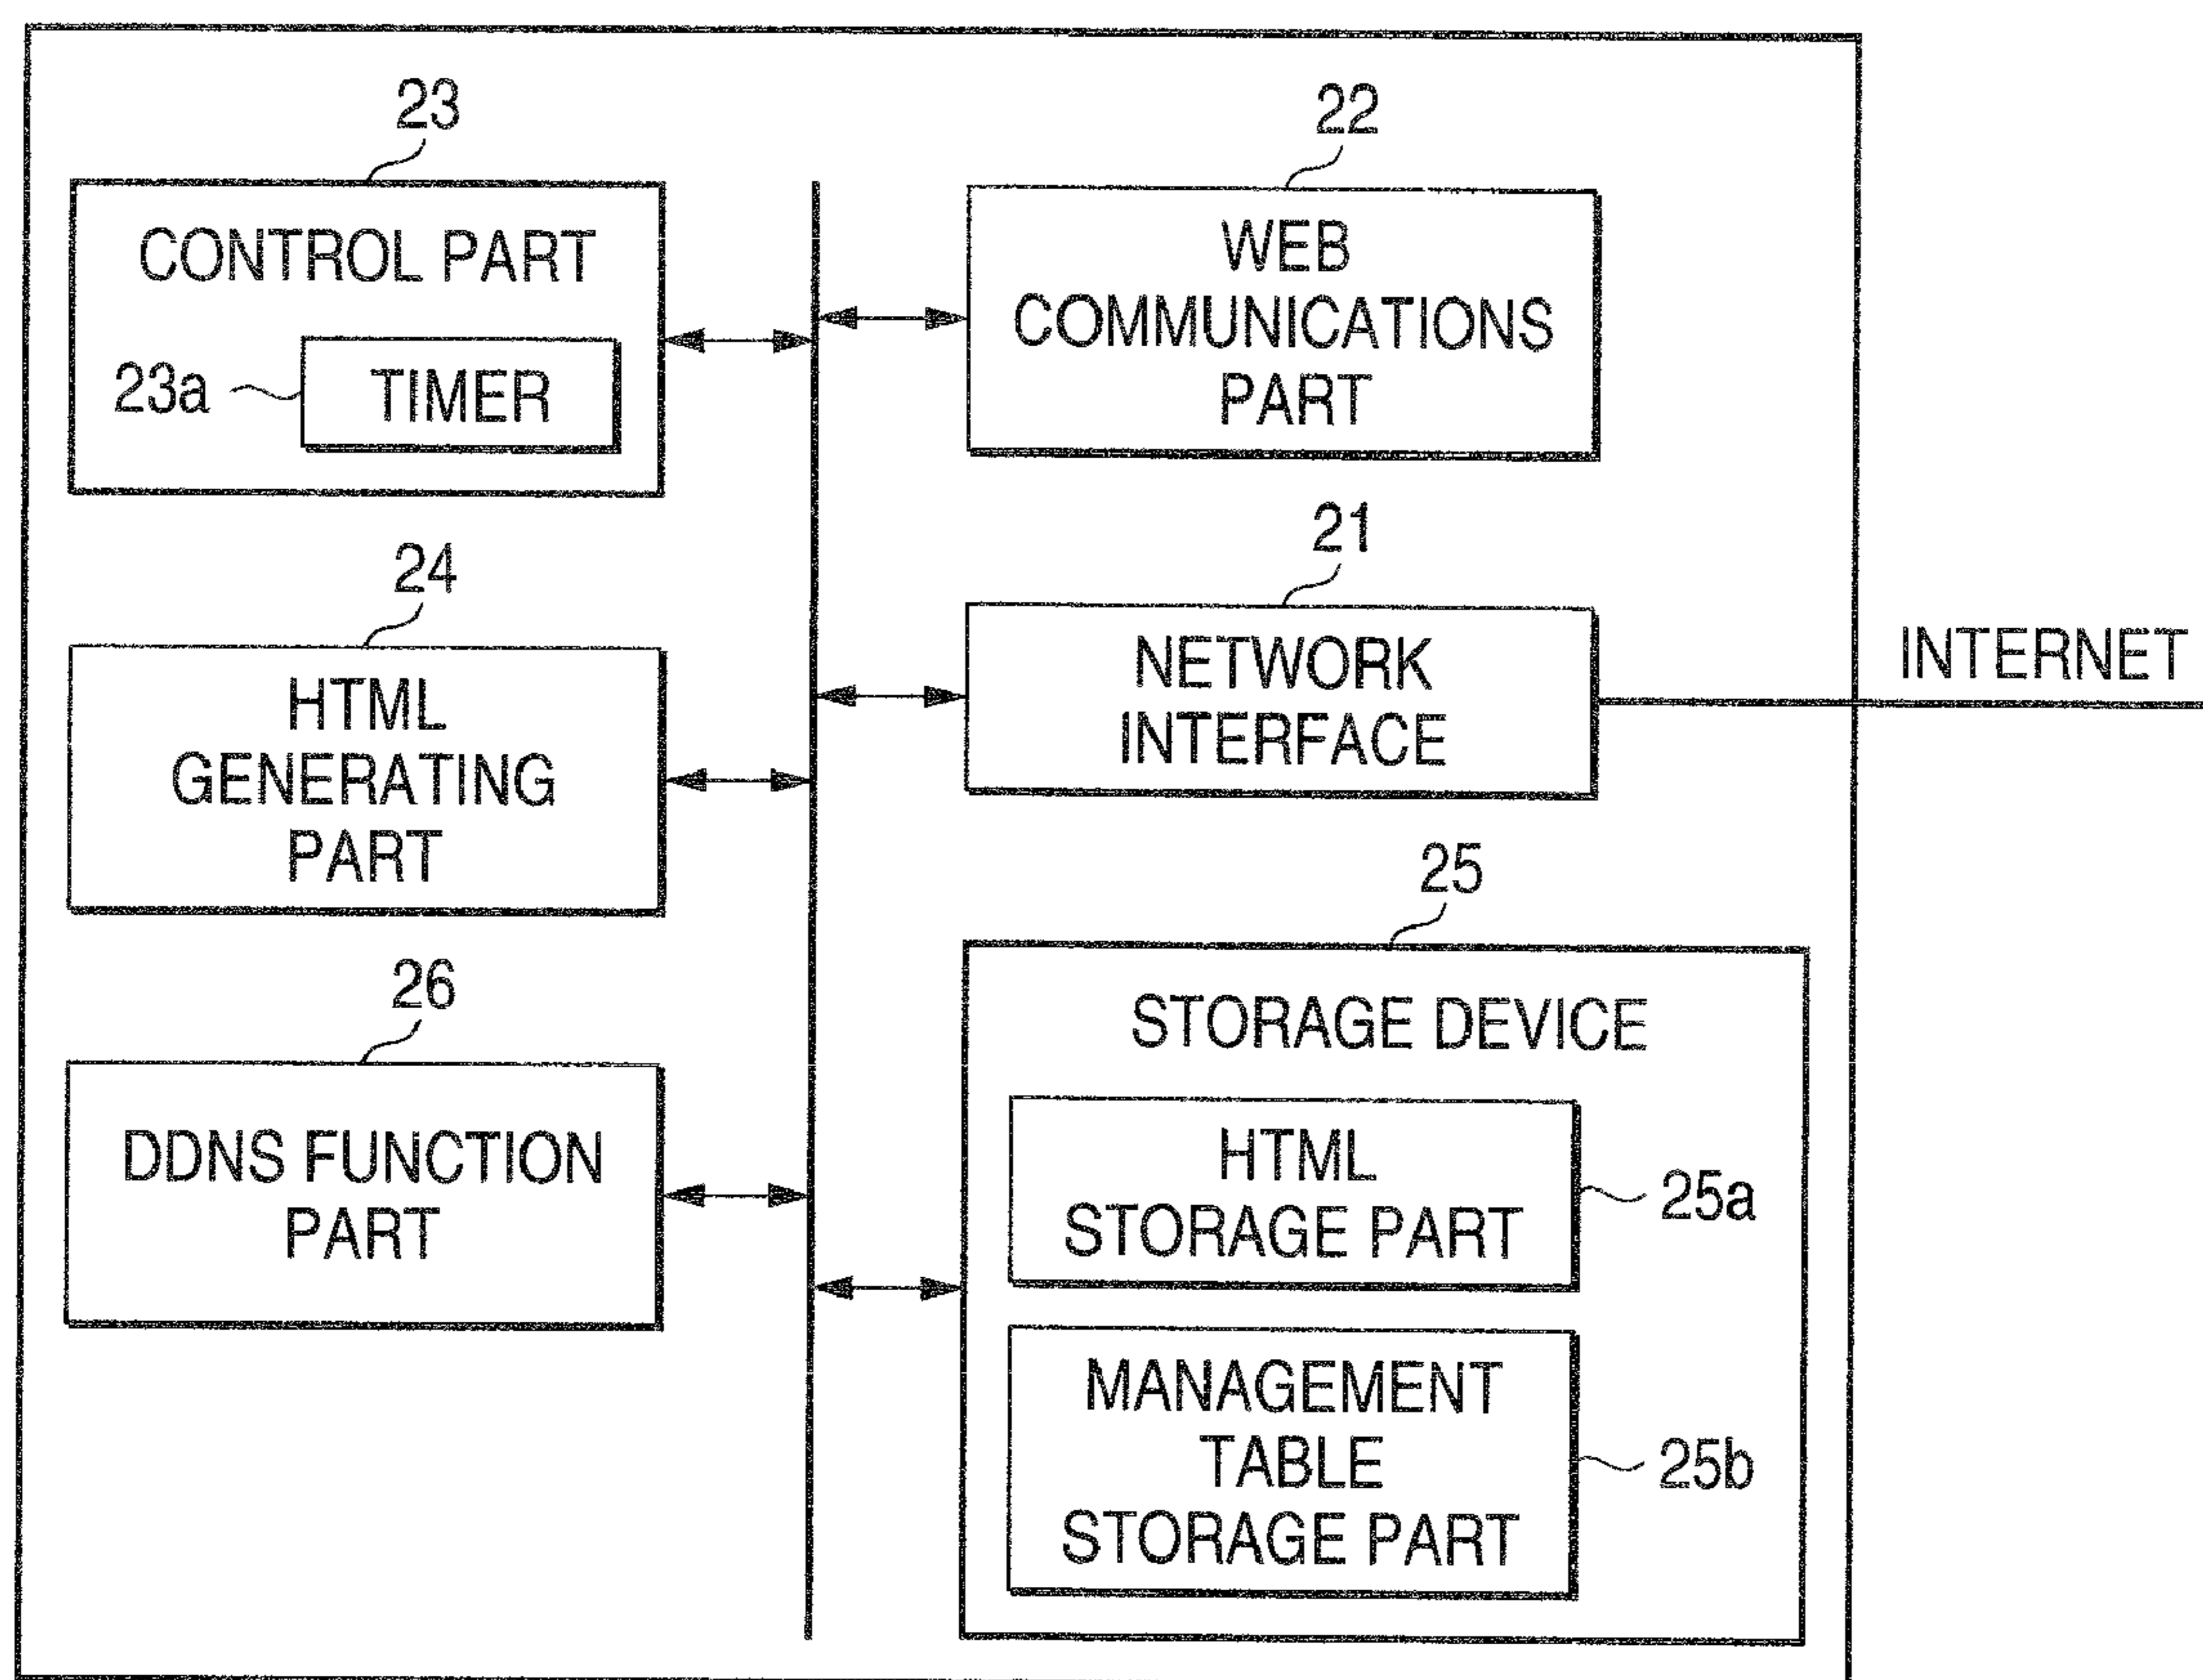 23
CONTROL PART
23a
TIMER
22
WEB
COMMUNICATIONS
PART
24
HTML
GENERATING
PART
21
NETWORK
INTERFACE
INTERNET
26
DDNS FUNCTION
PART
25
STORAGE DEVICE
HTML
STORAGE PART
25a
MANAGEMENT
TABLE
STORAGE PART
25b